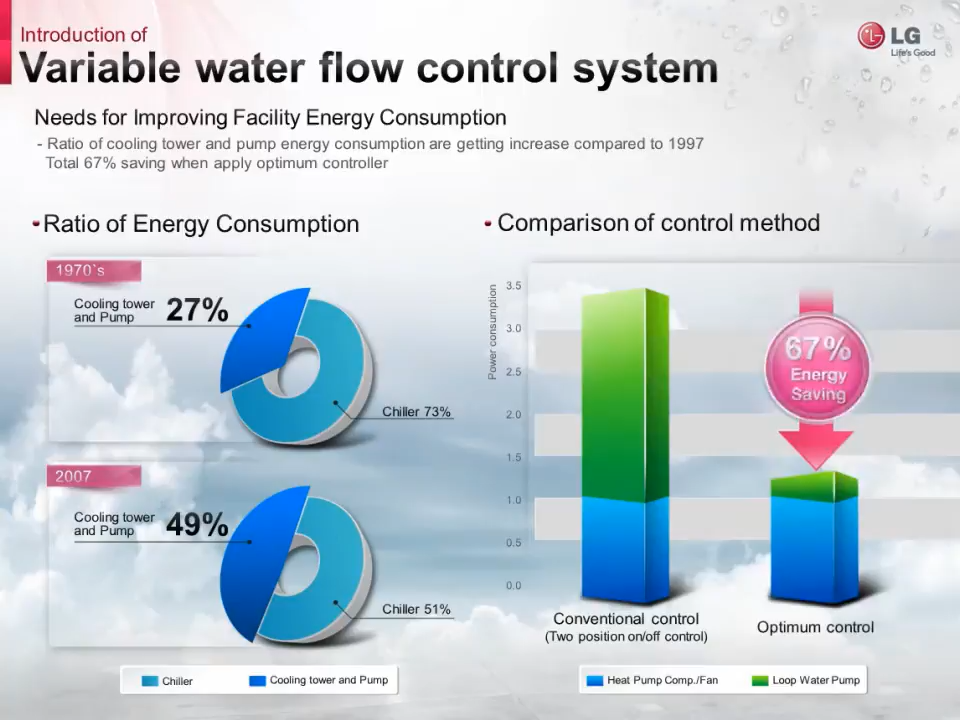 Introduction of
Variable water flow control system
LG
Life's Good
Needs for Improving Facility Energy Consumption
- Ratio of cooling tower and pump energy consumption are getting increase compared to 1997
Total 67% saving when apply optimum controller
Ratio of Energy Consumption
1970`s
Cooling tower
and Pump
27%
Chiller 73%
2007
Cooling tower
and Pump
49%
Chiller 51%
Chiller
Cooling tower and Pump
Comparison of control method
Power consumption
3.5
3.0
2.5
2.0
1.5
1.0
0.5
0.0
67%
Energy
Saving
Conventional control
(Two position on/off control)
Optimum control
Heat Pump Comp./Fan
Loop Water Pump